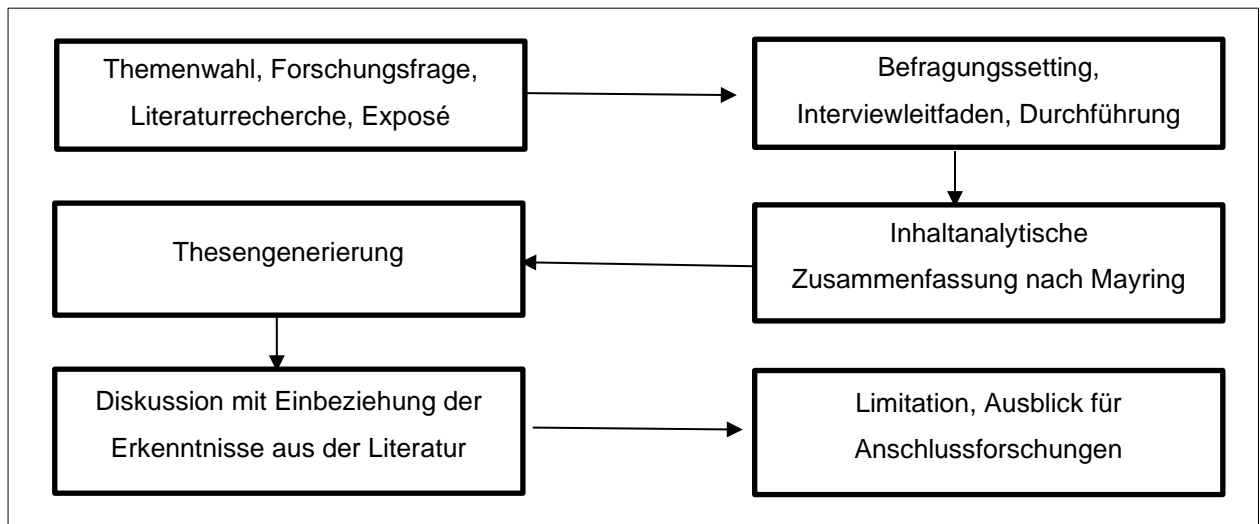 Themenwahl, Forschungsfrage,
Literaturrecherche, Exposé
Befragungssetting,
Interviewleitfaden, Durchführung
Inhaltanalytische
Zusammenfassung nach Mayring
Thesengenerierung
Diskussion mit Einbeziehung der
Erkenntnisse aus der Literatur
Limitation, Ausblick für
Anschlussforschungen